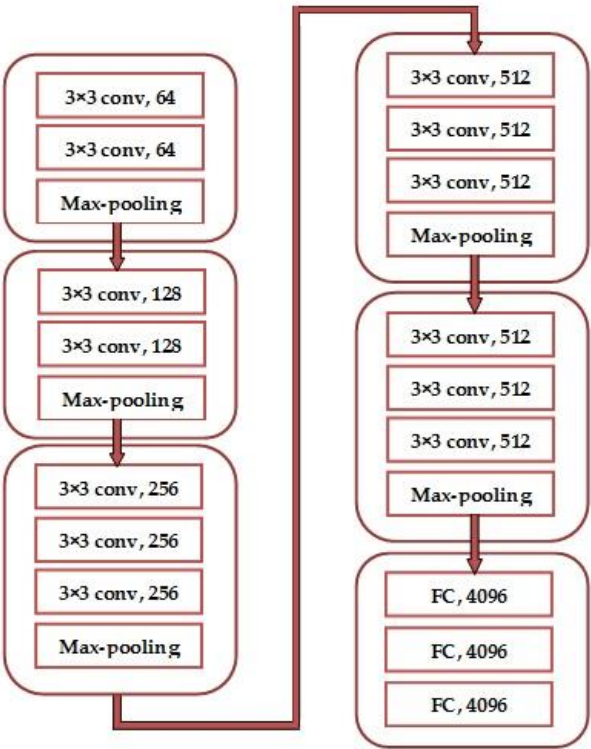 3×3 conv, 64
3×3 conv, 64
Max-pooling
3×3 conv, 128
3×3 conv, 128
Max-pooling
3×3 conv, 256
3×3 conv, 256
3×3 conv, 256
Max-pooling
3×3 conv, 512
3×3 conv, 512
3×3 conv, 512
Max-pooling
3×3 conv, 512
3×3 conv, 512
3×3 conv, 512
Max-pooling
FC, 4096
FC, 4096
FC, 4096